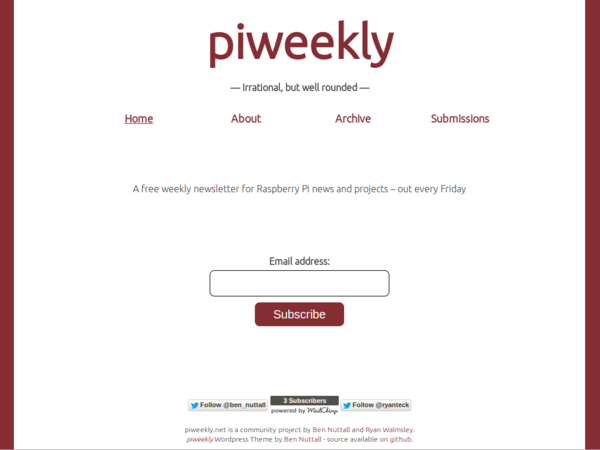 piweekly
— Irrational, but well rounded —
Home About Archive Submissions
A free weekly newsletter for Raspberry Pi news and projects – out every Friday
Email address:
Subscribe
Follow @ben_nuttall 3 Subscribers Follow @ryanteck
powered by MailChimp
piweekly.net is a community project by Ben Nuttall and Ryan Walmsley.
piweekly Wordpress Theme by Ben Nuttall - source available on github.